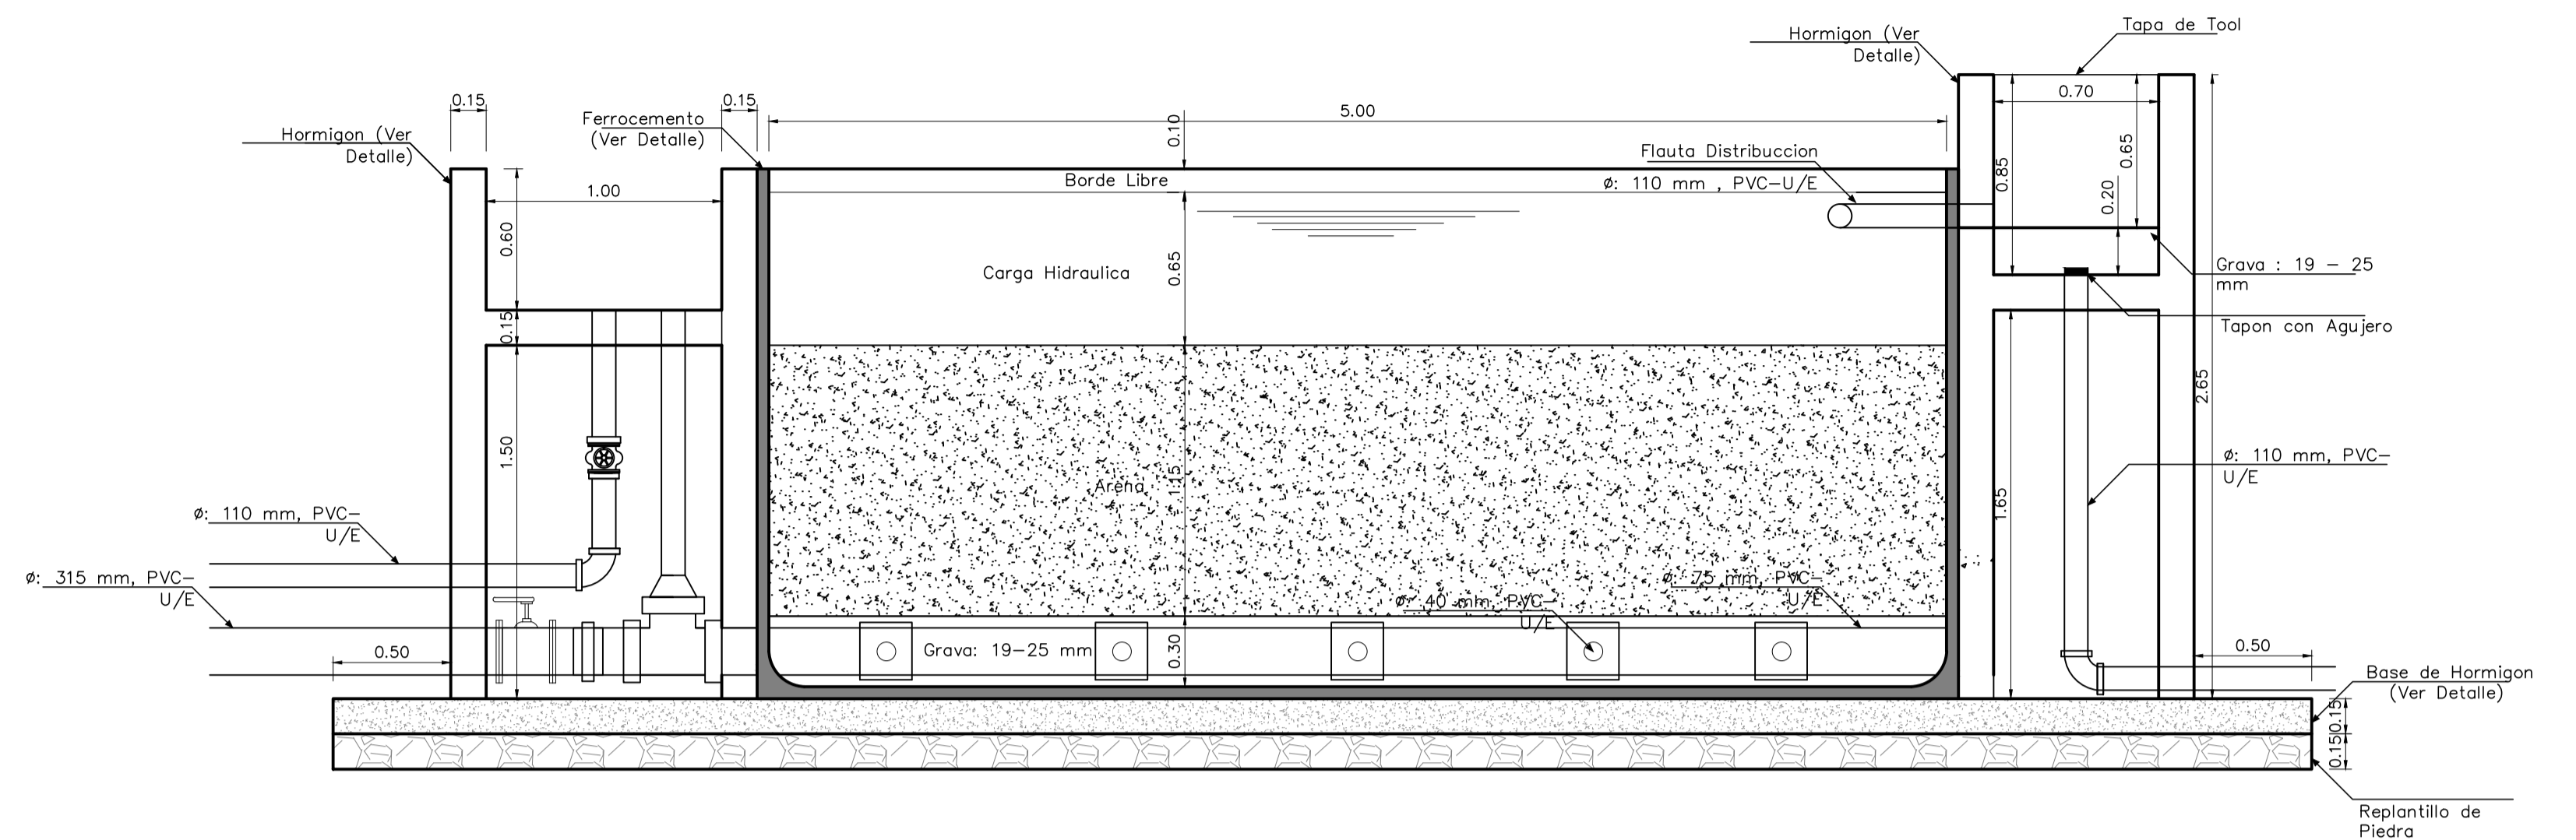 Tapa de Tool
Hormigon (Ver
Detalle)
0.70
0.15
0.15
5.00
0.10
Ferrocemento
(Ver Detalle)
Hormigon (Ver
Detalle)
Flauta Distribuccion
Ø: 110 mm , PVC-U/E
Borde Libre
0.65
0.85
0.20
1.00
0.60
Carga Hidraulica
0.65
Grava : 19 - 25
mm
0.15
Tapon con Agujero
2.65
1.50
Arena
1.15
1.65
Ø: 110 mm, PVC-
U/E
Ø: 110 mm, PVC-
U/E
Ø: 315 mm, PVC-
U/E
Ø: 75 mm, PVC-
U/E
Ø: 40 mm, PVC-
U/E
0.50
Grava: 19-25 mm
0.30
0.50
Base de Hormigon
(Ver Detalle)
0.15
0.15
Replantillo de
Piedra